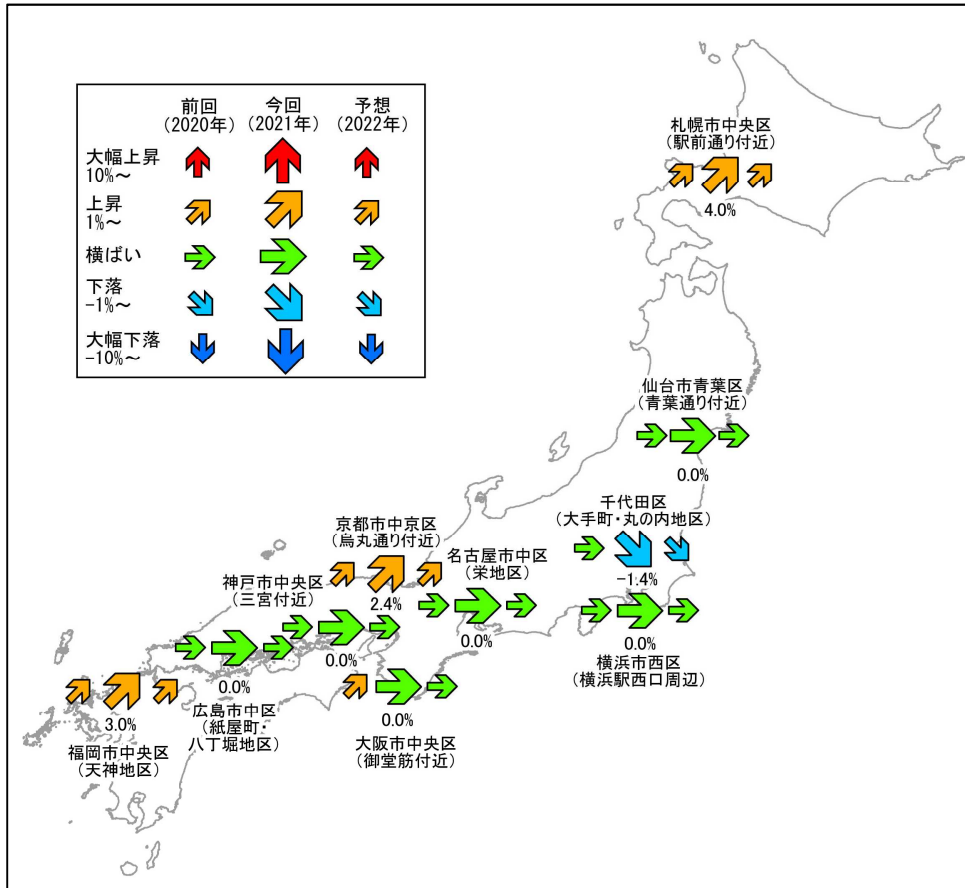 前回 今回 予想
(2020年) (2021年) (2022年)
大幅上昇
10%～
上昇
1%～
横ばい
下落
-1%～
大幅下落
-10%～
札幌市中央区
(駅前通り付近)
4.0%
仙台市青葉区
(青葉通り付近)
0.0%
千代田区
(大手町・丸の内地区)
-1.4%
京都市中京区
(烏丸通り付近)
2.4%
名古屋市中区
(栄地区)
0.0%
神戸市中央区
(三宮付近)
0.0%
0.0%
横浜市西区
(横浜駅西口周辺)
0.0%
広島市中区
(紙屋町・
八丁堀地区)
0.0%
大阪市中央区
(御堂筋付近)
3.0%
福岡市中央区
(天神地区)